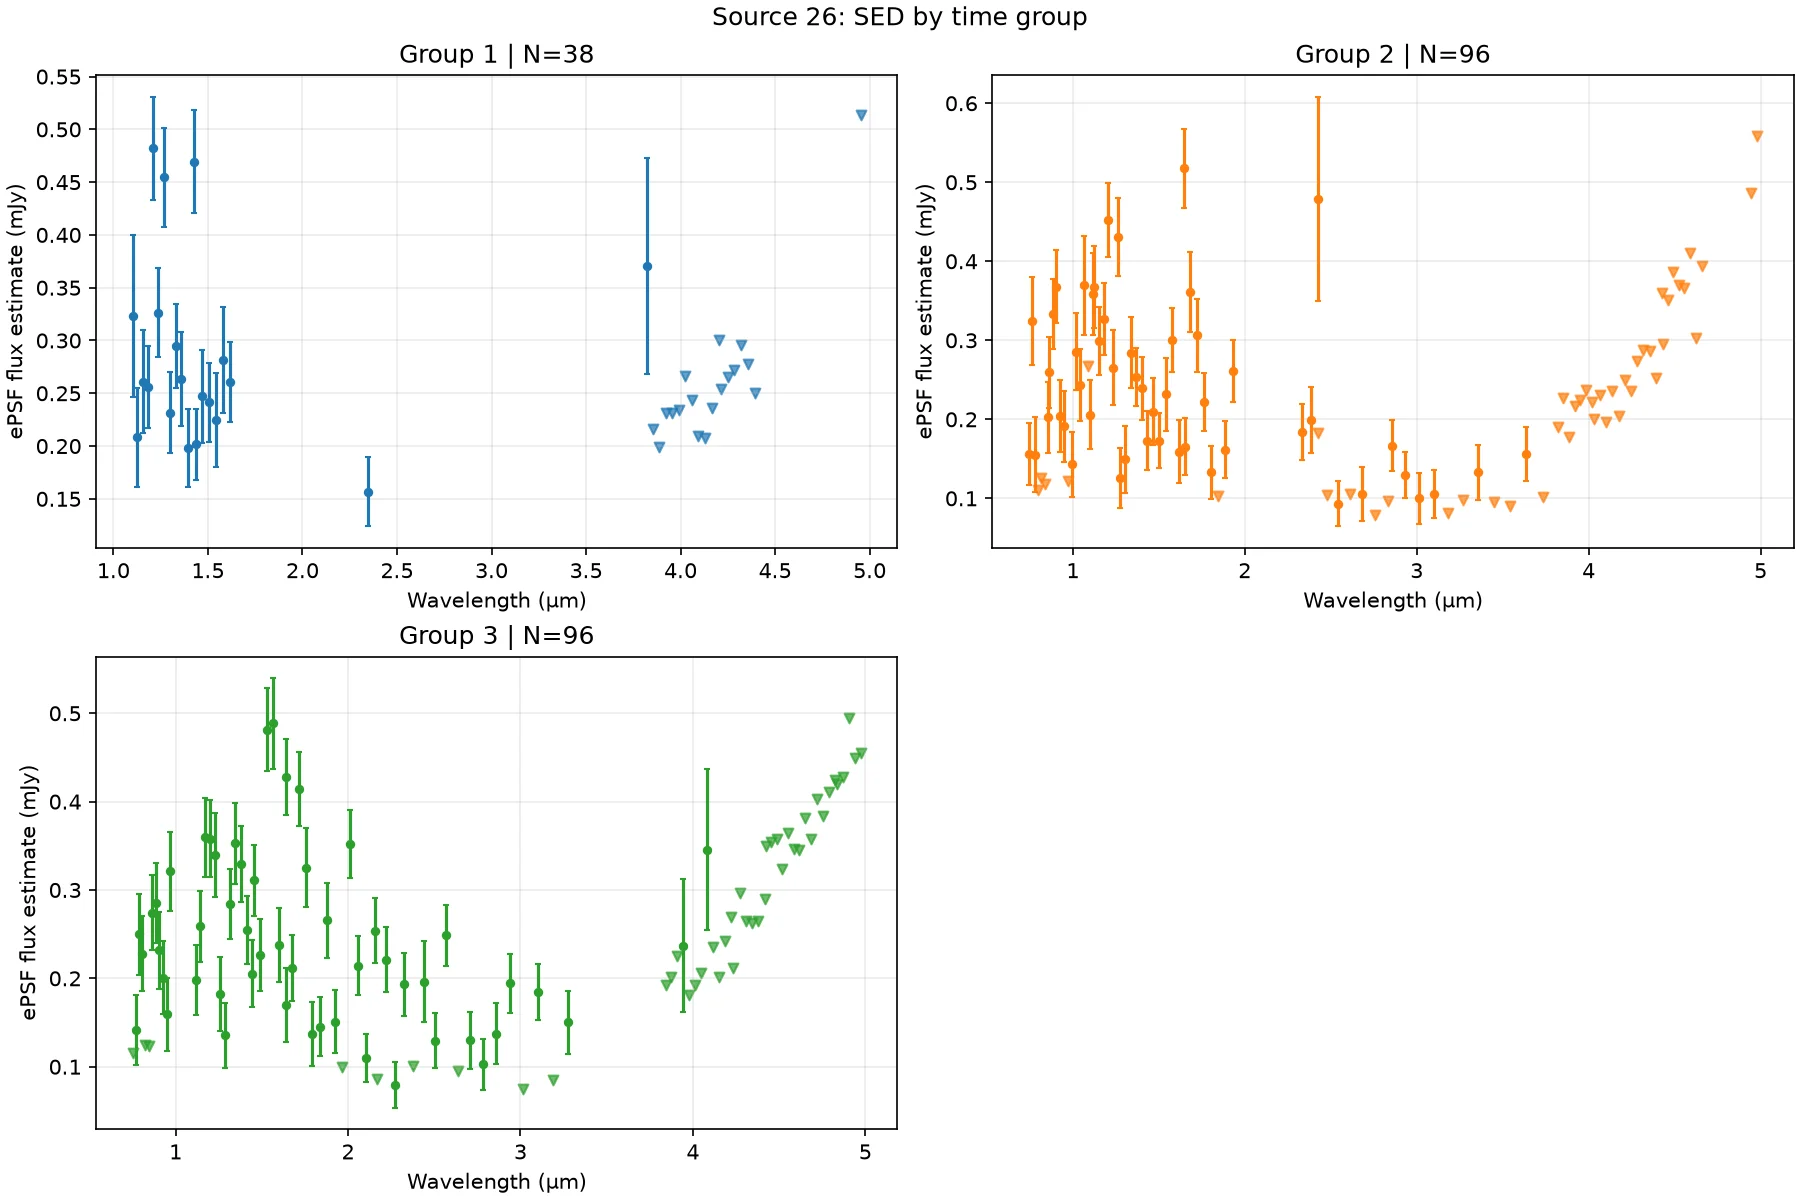 Source 26: SED by time group
Group 1 | N=38
ePSF flux estimate (mJy)
0.55
0.50
0.45
0.40
0.35
0.30
0.25
0.20
0.15
1.0 1.5 2.0 2.5 3.0 3.5 4.0 4.5 5.0
Wavelength (µm)
Group 2 | N=96
ePSF flux estimate (mJy)
0.6
0.5
0.4
0.3
0.2
0.1
1 2 3 4 5
Wavelength (µm)
Group 3 | N=96
ePSF flux estimate (mJy)
0.5
0.4
0.3
0.2
0.1
1 2 3 4 5
Wavelength (µm)